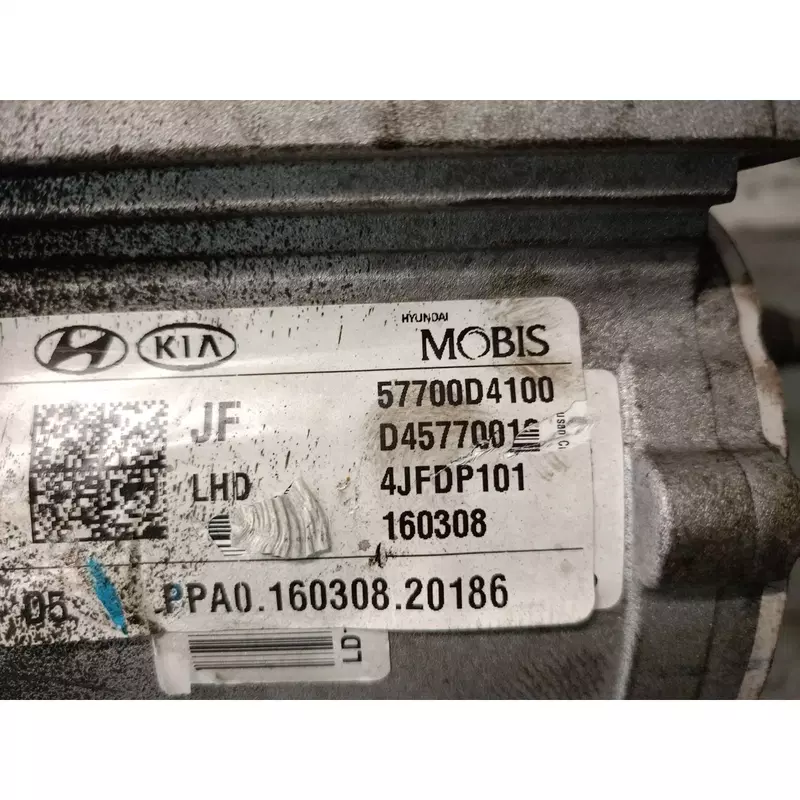 KIA
HYUNDAI
MOBIS
JF
57700D4100
LHD
4JFDP101
160308
D5
PPA0.160308.20186